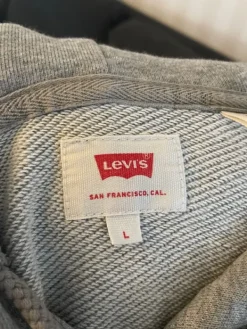 Levi's
SAN FRANCISCO, CAL.
L